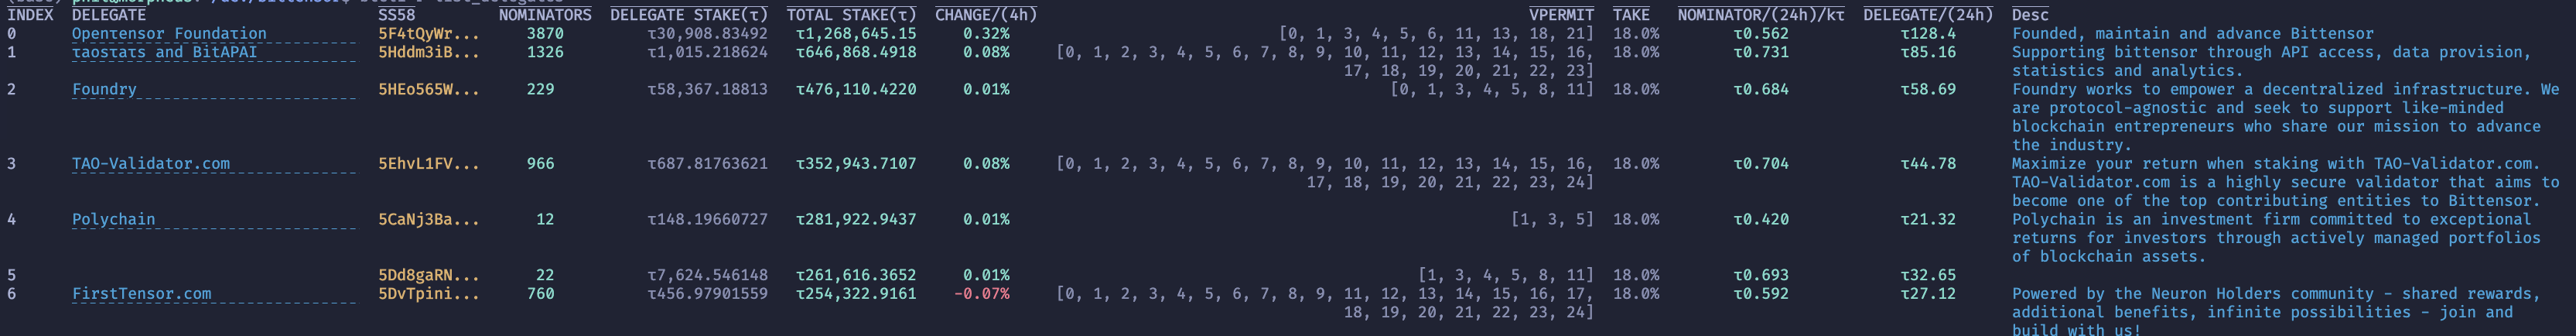 INDEX DELEGATE SS58 NOMINATORS DELEGATE STAKE(τ) TOTAL STAKE(τ) CHANGE/(4h) VPERMIT TAKE NOMINATOR/(24h)/kτ DELEGATE/(24h) Desc
0 Openτensor Foundaτion 5F4tQyWr... 3870 τ30,908.83492 τ1,268,645.15 0.32% [0, 1, 3, 4, 5, 6, 11, 13, 18, 21] 18.0% τ0.562 τ128.4 Founded, maintain and advance Bittensor
1 τaosτaτs and BiτAPAI 5Hddm3iB... 1326 τ1,015.218624 τ646,868.4918 0.08% [0, 1, 2, 3, 4, 5, 6, 7, 8, 9, 10, 11, 12, 13, 14, 15, 16, 18.0% τ0.731 τ85.16 Supporting bittensor through API access, data provision,
17, 18, 19, 20, 21, 22, 23] statistics and analytics.
2 Foundry 5HEo565W... 229 τ58,367.18813 τ476,110.4220 0.01% [0, 1, 3, 4, 5, 8, 11] 18.0% τ0.684 τ58.69 Foundry works to empower a decentralized infrastructure. We
are protocol-agnostic and seek to support like-minded
blockchain entrepreneurs who share our mission to advance
the industry.
3 TAO-Validator.com 5EhvL1FV... 966 τ687.81763621 τ352,943.7107 0.08% [0, 1, 2, 3, 4, 5, 6, 7, 8, 9, 10, 11, 12, 13, 14, 15, 16, 18.0% τ0.704 τ44.78 Maximize your return when staking with TAO-Validator.com.
17, 18, 19, 20, 21, 22, 23, 24] TAO-Validator.com is a highly secure validator that aims to
become one of the top contributing entities to Bittensor.
4 Polychain 5CaNj3Ba... 12 τ148.19660727 τ281,922.9437 0.01% [1, 3, 5] 18.0% τ0.420 τ21.32 Polychain is an investment firm committed to exceptional
returns for investors through actively managed portfolios
of blockchain assets.
5 5Dd8gaRN... 22 τ7,624.546148 τ261,616.3652 0.01% [1, 3, 4, 5, 8, 11] 18.0% τ0.693 τ32.65
6 FirstTensor.com 5DvTpini... 760 τ456.97901559 τ254,322.9161 -0.07% [0, 1, 2, 3, 4, 5, 6, 7, 8, 9, 11, 12, 13, 14, 15, 16, 17, 18.0% τ0.592 τ27.12 Powered by the Neuron Holders community - shared rewards,
18, 19, 20, 21, 22, 23, 24] additional benefits, infinite possibilities - join and
build with us!